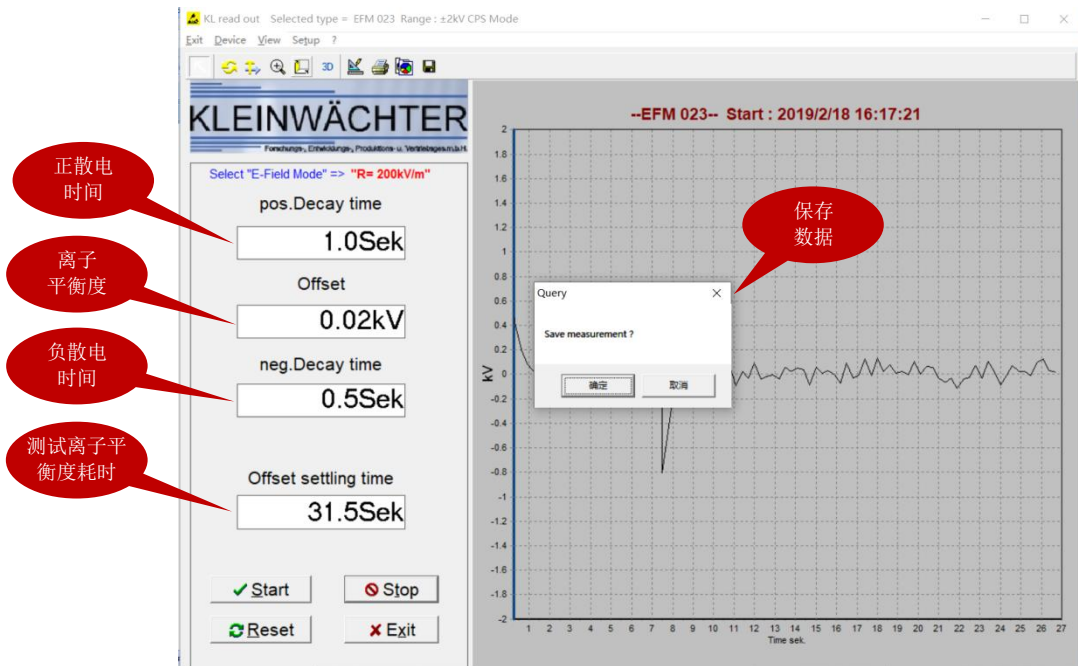 KL read out Selected type = EFM 023 Range : ±2kV CPS Mode
Exit Device View Setup ?
3D
KLEINWÄCHTER
Forschungs-, Entwicklungs-, Produktions- u. Vertriebsges.m.b.H.
Select "E-Field Mode" => "R= 200kV/m"
pos.Decay time
1.0Sek
Offset
0.02kV
neg.Decay time
0.5Sek
Offset settling time
31.5Sek
Start
Stop
Reset
Exit
正散电
时间
离子
平衡度
负散电
时间
测试离子平
衡度耗时
--EFM 023-- Start : 2019/2/18 16:17:21
保存
数据
Query
Save measurement ?
确定
取消
kV
2
1.8
1.6
1.4
1.2
1
0.8
0.6
0.4
0.2
0
-0.2
-0.4
-0.6
-0.8
-1
-1.2
-1.4
-1.6
-1.8
-2
1 2 3 4 5 6 7 8 9 10 11 12 13 14 15 16 17 18 19 20 21 22 23 24 25 26 27
Time sek.